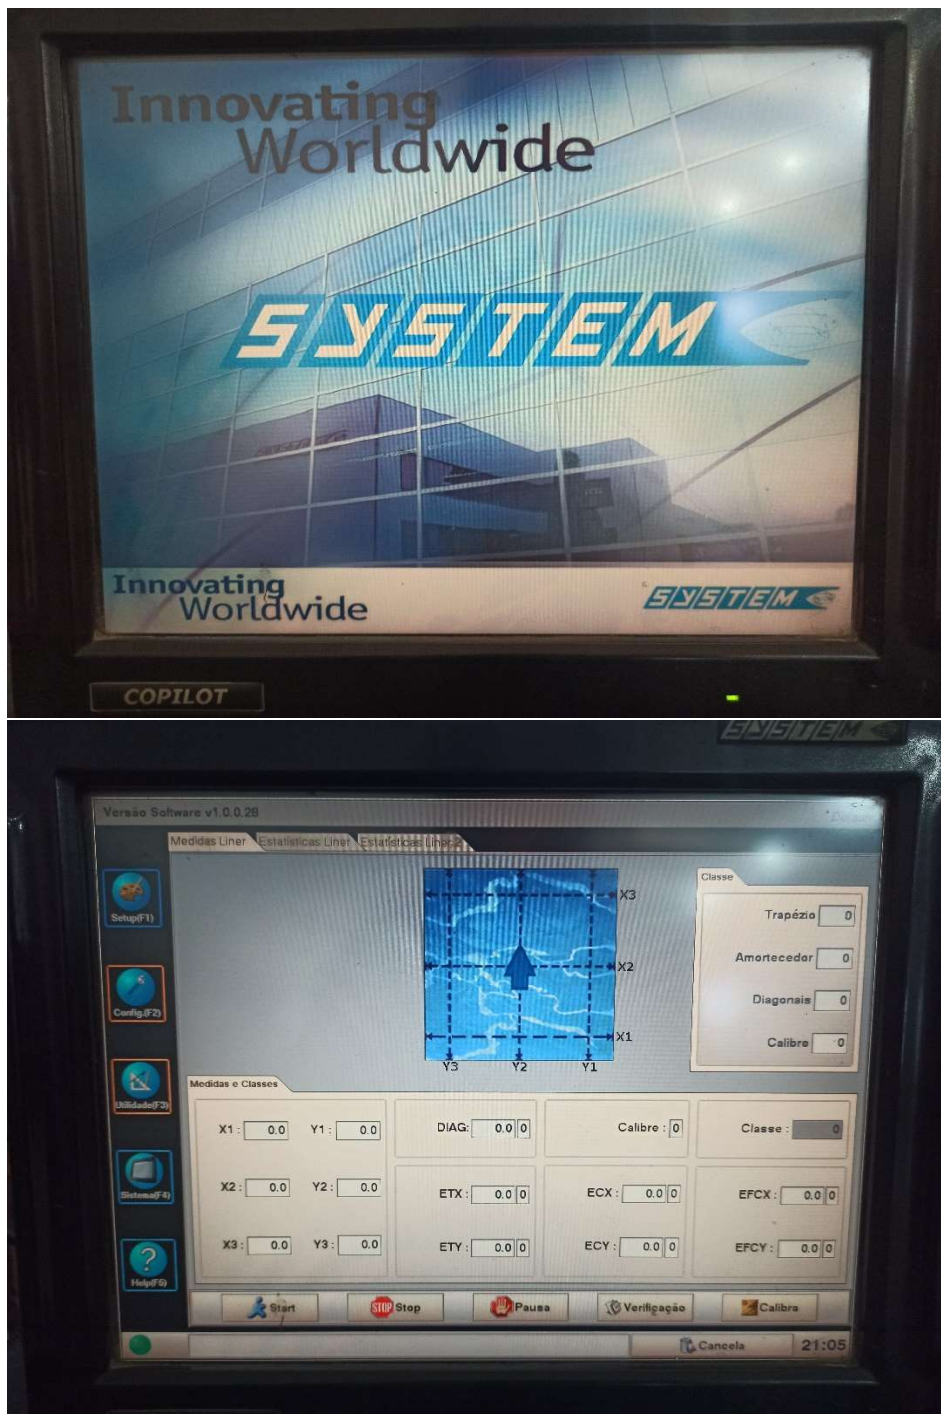 Innovating
Worldwide
SYSTEM
Innovating
Worldwide
SYSTEM
COPILOT
SYSTEM
Versão Software v1.0.0.28
Medidas Liner Estatísticas Liner Estatísticas Liner 2
Setup(F1)
Config.(F2)
Utilidade(F3)
Sistema(F4)
Help(F5)
X3
X2
X1
Y3 Y2 Y1
Classe
Trapézio 0
Amortecedor 0
Diagonais 0
Calibro 0
Medidas e Classes
X1 : 0.0 Y1 : 0.0 DIAG: 0.0 0 Calibre : 0 Classe : 0
X2 : 0.0 Y2 : 0.0 ETX : 0.0 0 ECX : 0.0 0 EFCX : 0.0 0
X3 : 0.0 Y3 : 0.0 ETY : 0.0 0 ECY : 0.0 0 EFCY : 0.0 0
Start STOP Stop Pausa Verificação Calibra
Cancela 21:05